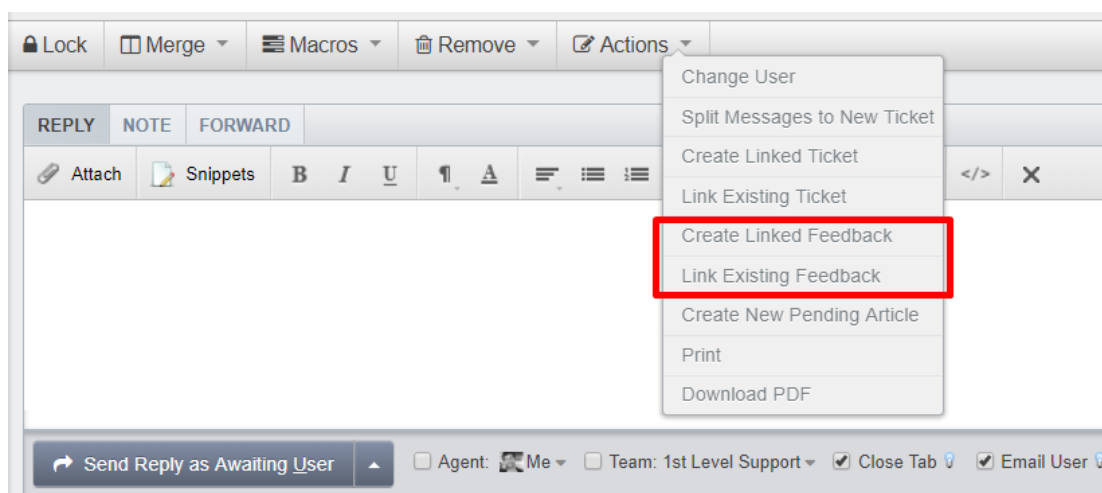 Lock Merge Macros Remove Actions
Change User
Split Messages to New Ticket
Create Linked Ticket
Link Existing Ticket
Create Linked Feedback
Link Existing Feedback
Create New Pending Article
Print
Download PDF
REPLY NOTE FORWARD
Attach Snippets B I U ¶ A </>
Send Reply as Awaiting User Agent: Me Team: 1st Level Support Close Tab Email User